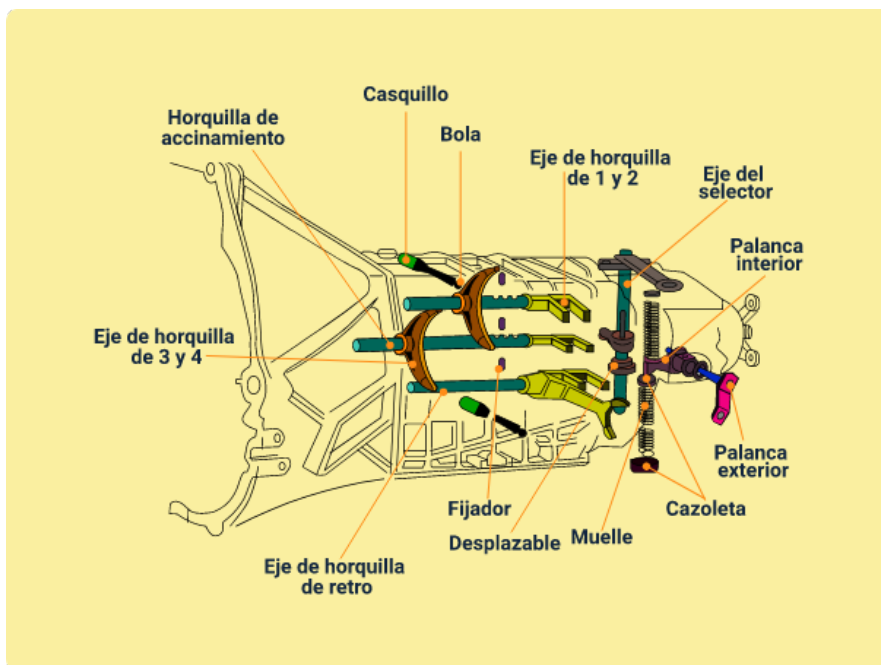 Casquillo
Horquilla de
accinamiento
Bola
Eje de horquilla
de 1 y 2
Eje del
selector
Palanca
interior
Eje de horquilla
de 3 y 4
Palanca
exterior
Fijador
Cazoleta
Desplazable
Muelle
Eje de horquilla
de retro